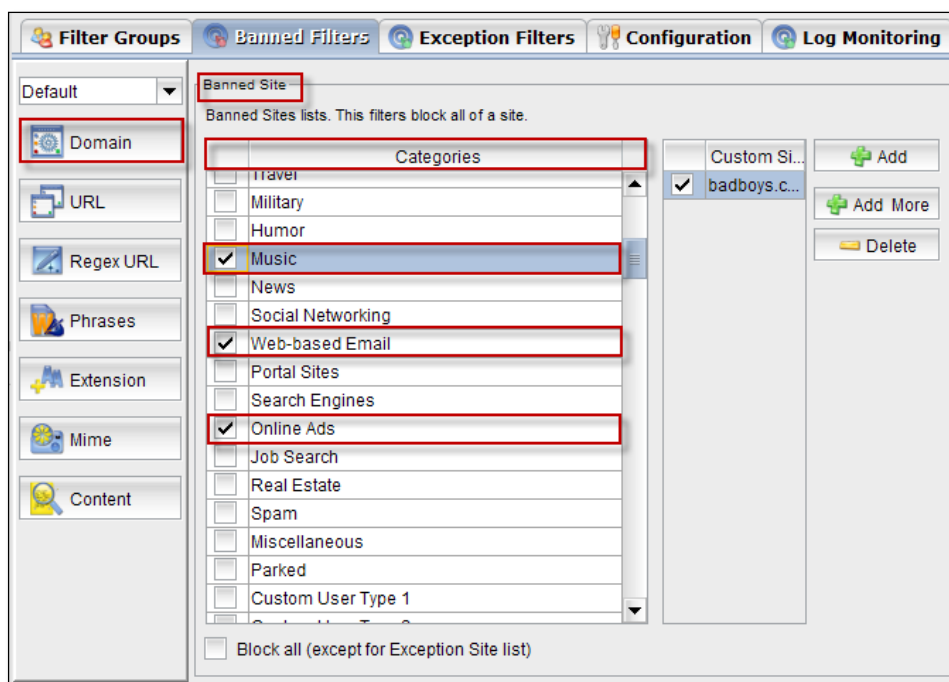 Filter Groups
Banned Filters
Exception Filters
Configuration
Log Monitoring
Default
Domain
URL
Regex URL
Phrases
Extension
Mime
Content
Banned Site
Banned Sites lists. This filters block all of a site.
Categories
Travel
Military
Humor
Music
News
Social Networking
Web-based Email
Portal Sites
Search Engines
Online Ads
Job Search
Real Estate
Spam
Miscellaneous
Parked
Custom User Type 1
Block all (except for Exception Site list)
Custom Si...
badboys.c...
Add
Add More
Delete